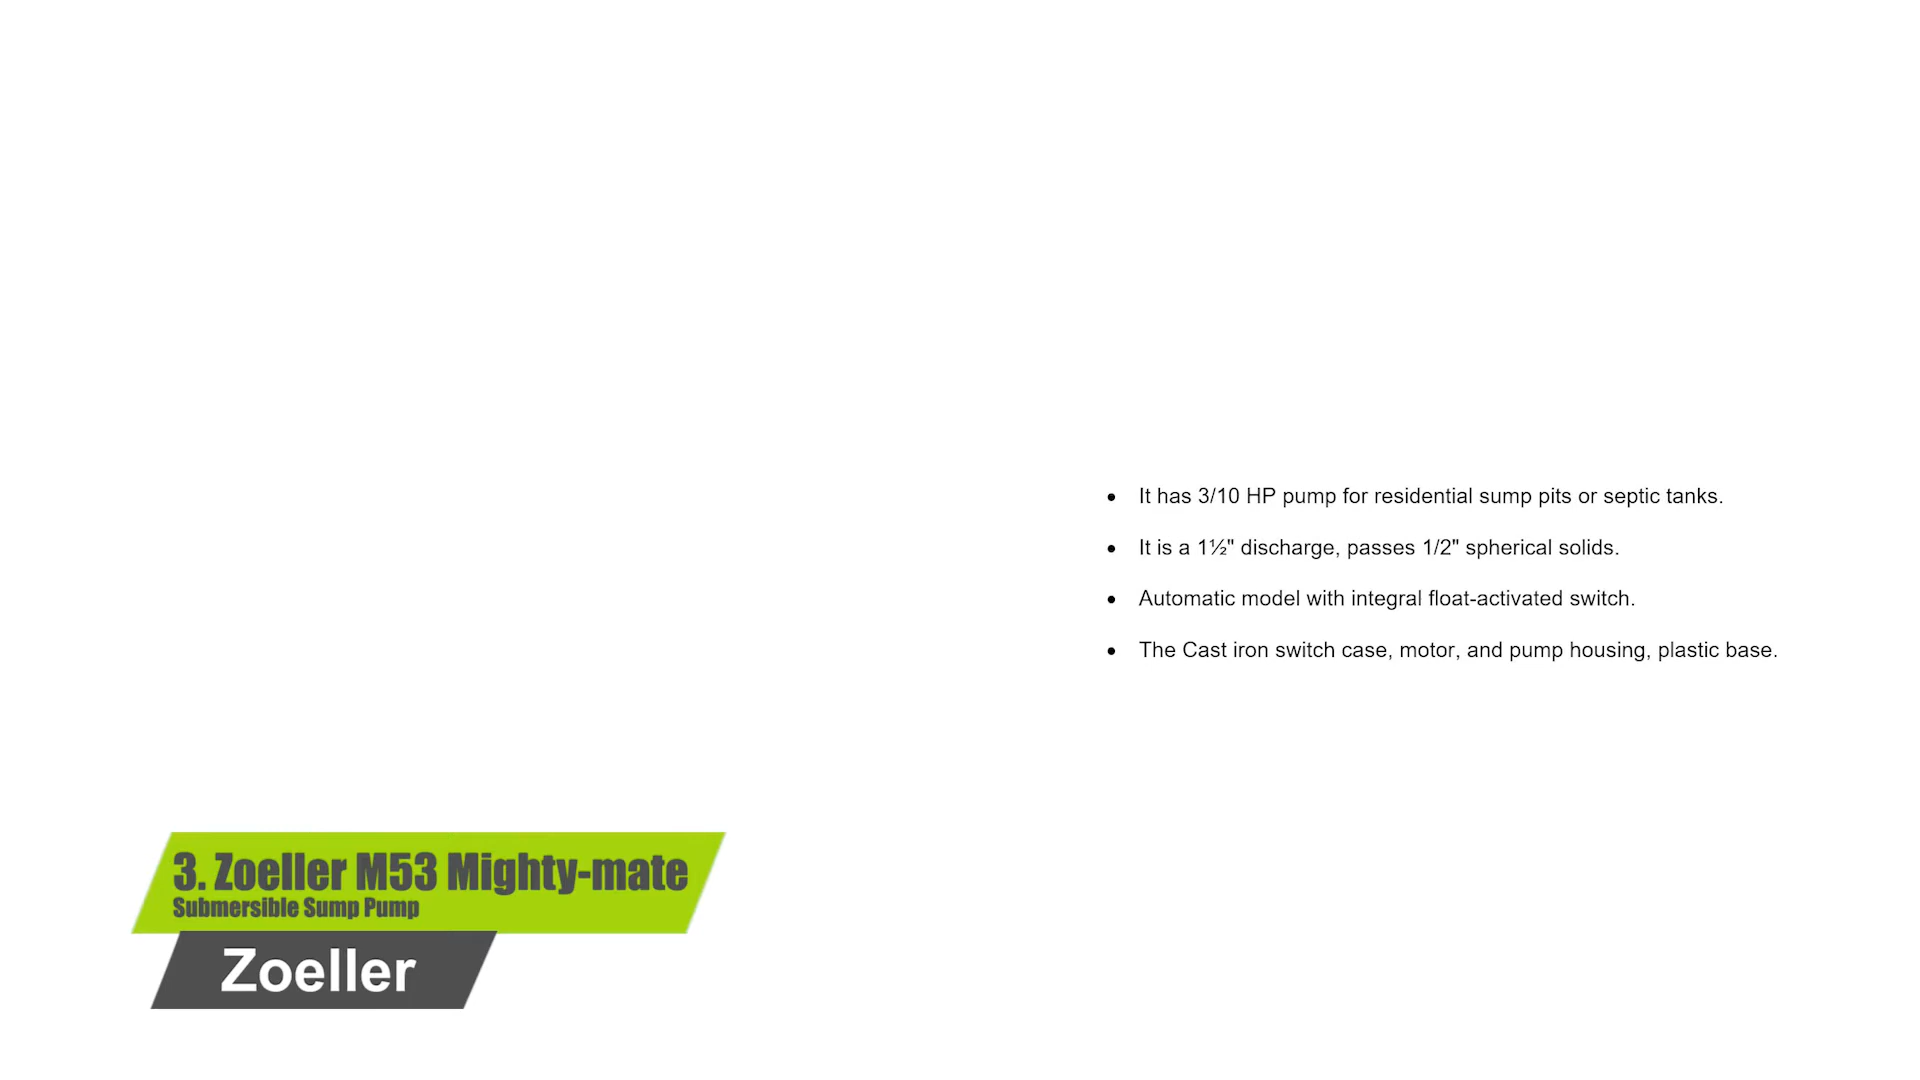 • It has 3/10 HP pump for residential sump pits or septic tanks.
• It is a 1½" discharge, passes 1/2" spherical solids.
• Automatic model with integral float-activated switch.
• The Cast iron switch case, motor, and pump housing, plastic base.
3. Zoeller M53 Mighty-mate
Submersible Sump Pump
Zoeller